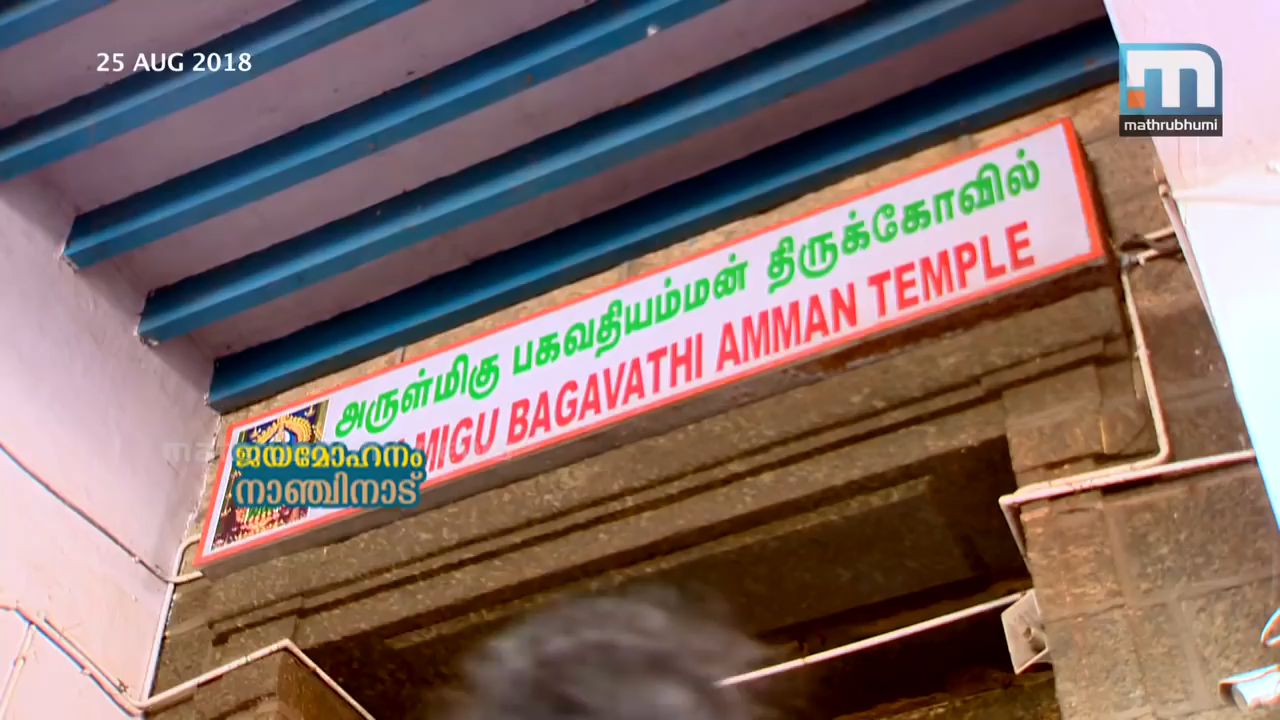 25 AUG 2018
mathrubhumi
அருள்மிகு பகவதியம்மன் திருக்கோவில்
MIGU BAGAVATHI AMMAN TEMPLE
ജയമോഹനം
നാഞ്ചിനാട്